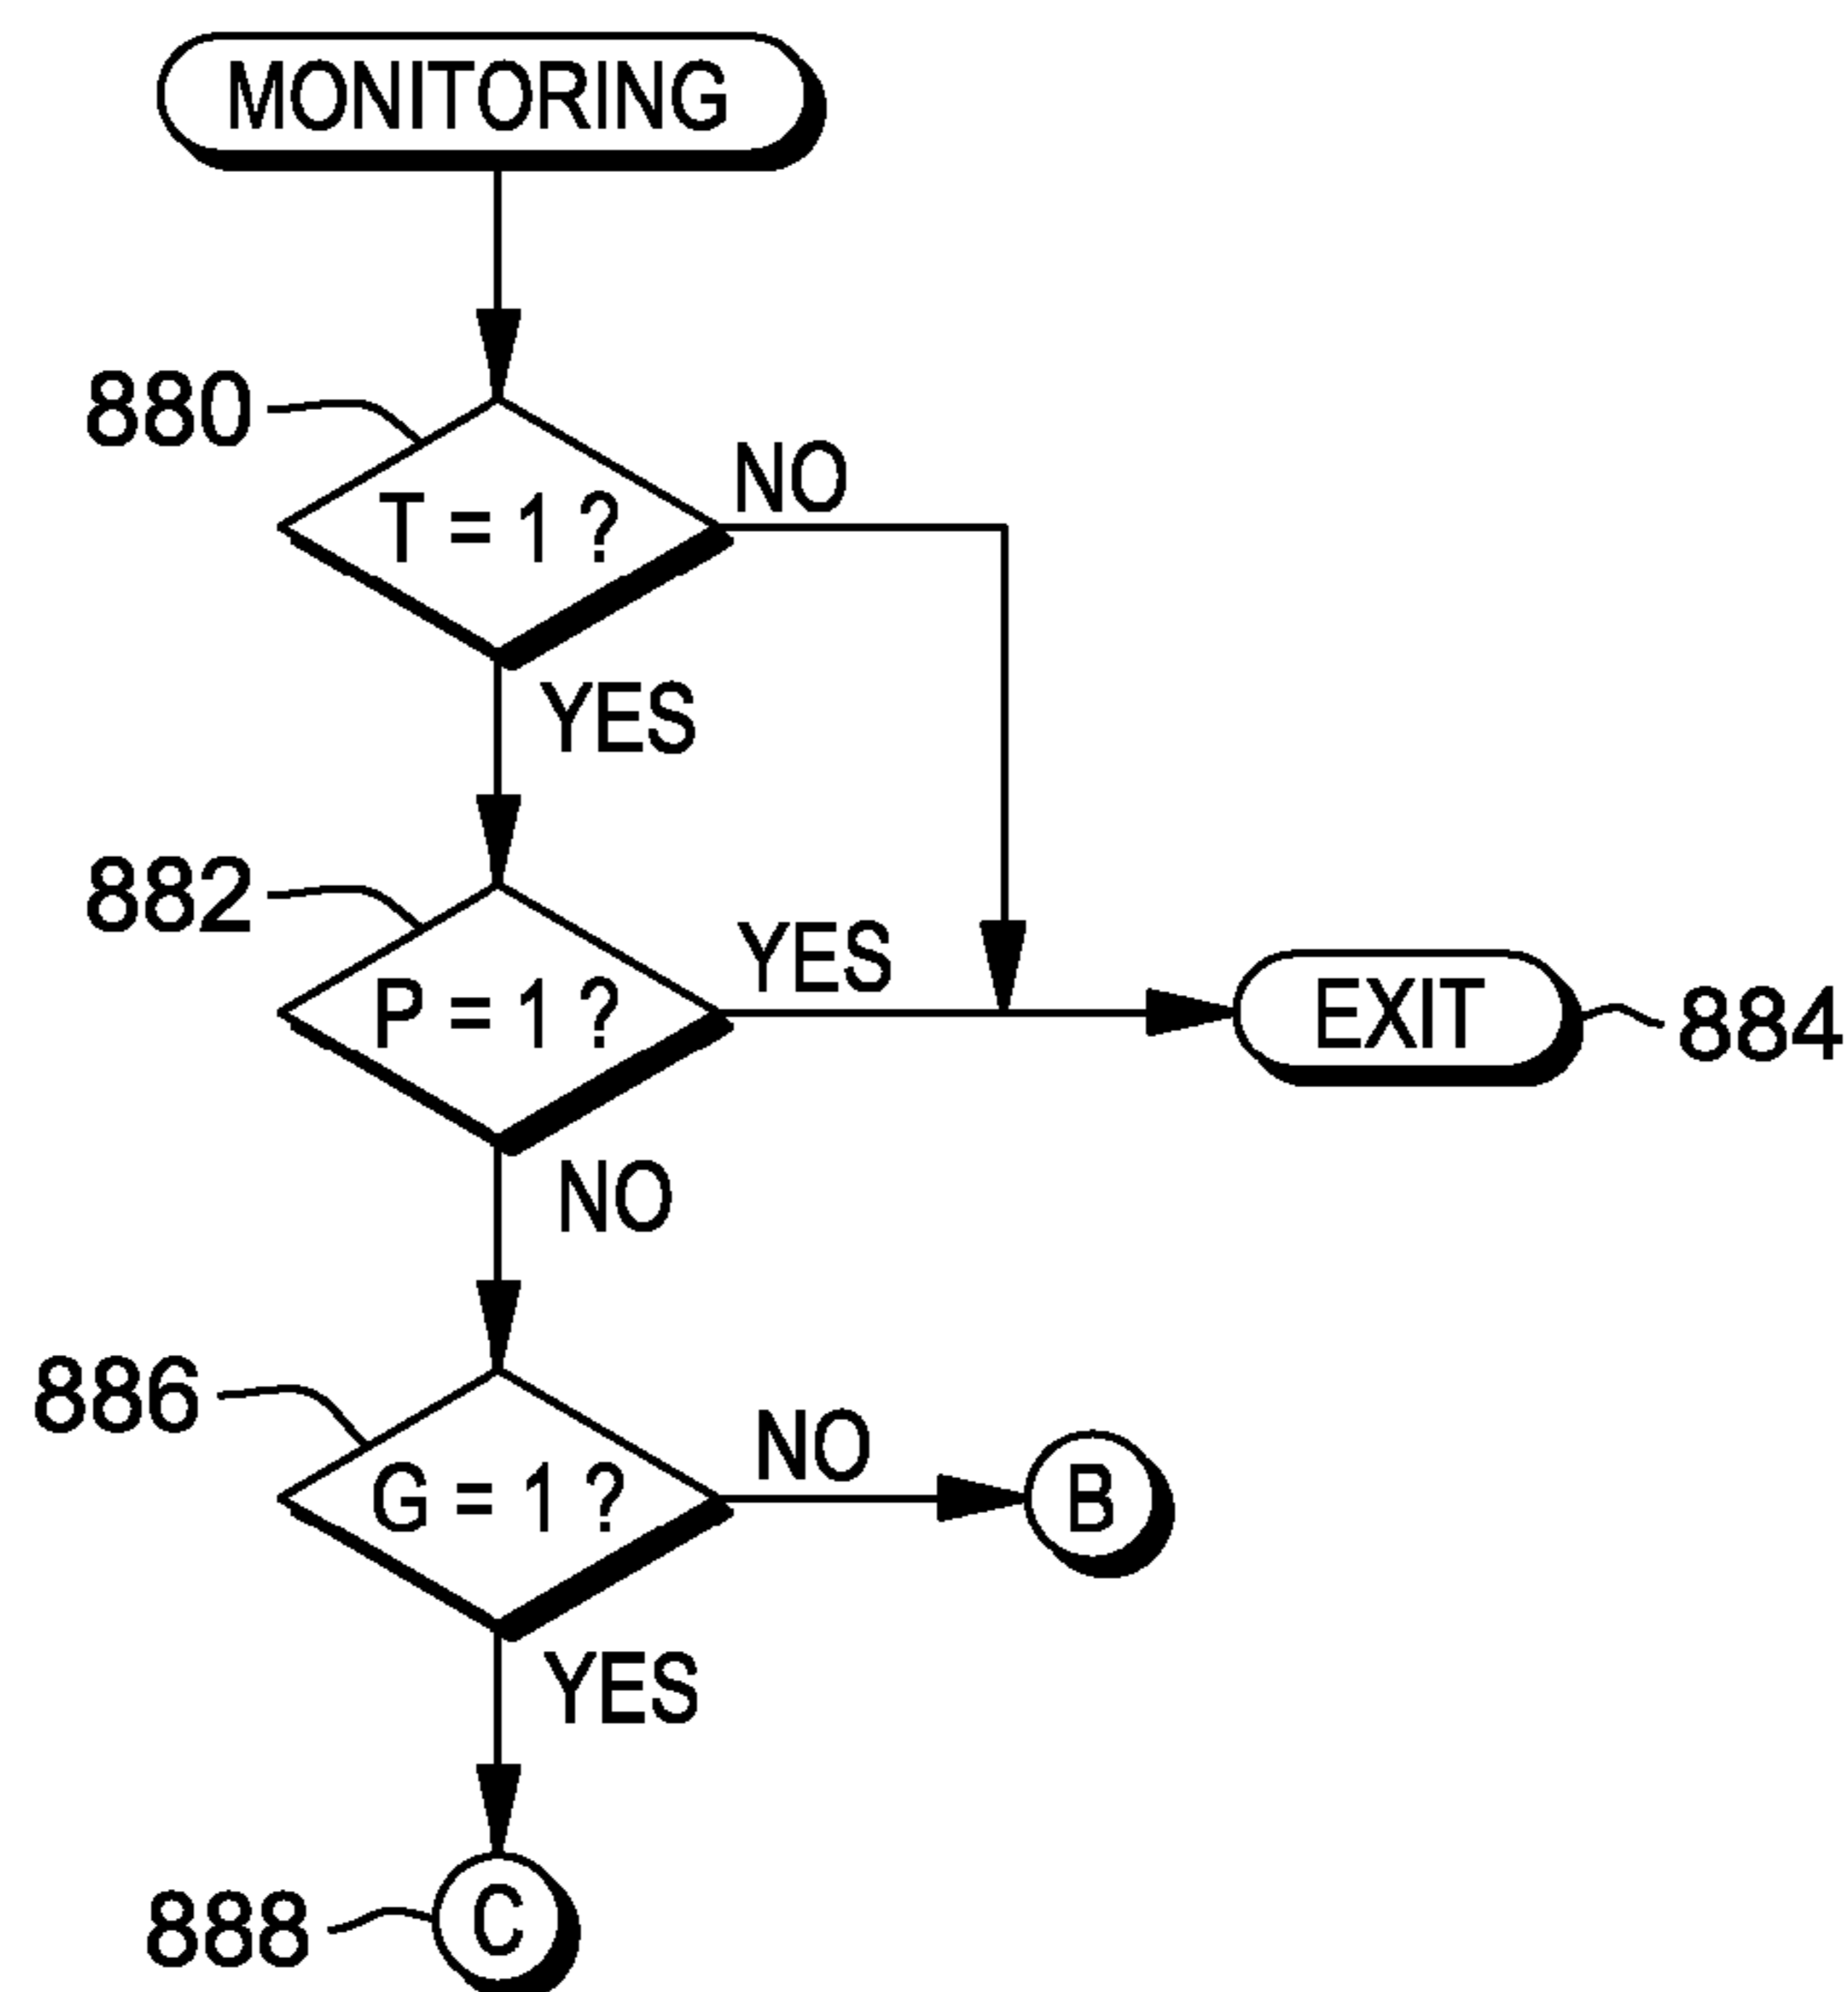 MONITORING
880
T = 1 ?
NO
YES
882
P = 1 ?
YES
EXIT
884
NO
886
G = 1 ?
NO
B
YES
888
C